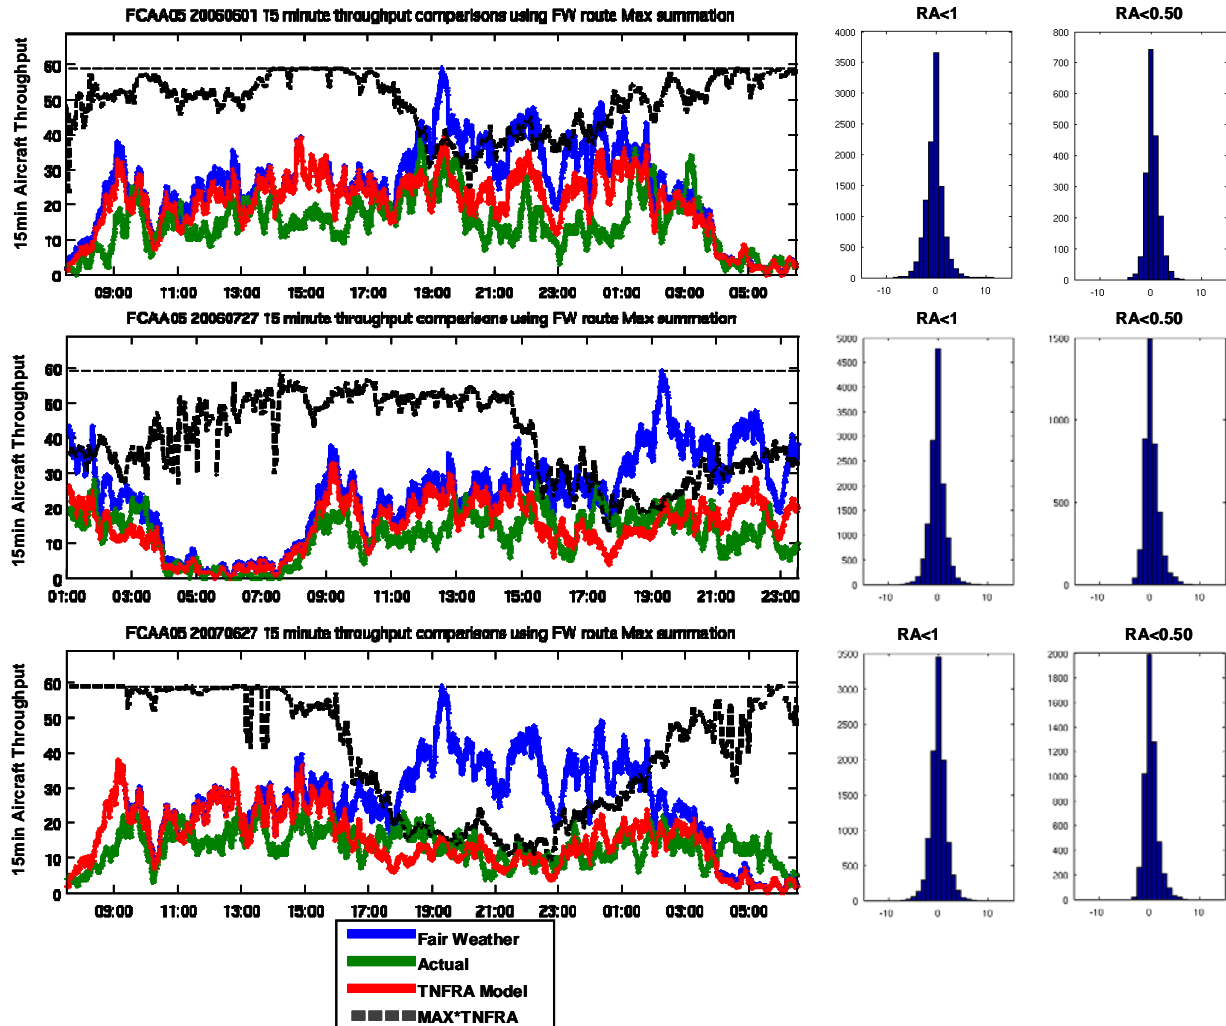 FCAA05 20060601 15 minute throughput comparisons using FW route Max summation
15min Aircraft Throughput
60
50
40
30
20
10
0
09:00 11:00 13:00 15:00 17:00 19:00 21:00 23:00 01:00 03:00 05:00
RA<1
4000
3500
3000
2500
2000
1500
1000
500
0
-10 0 10
RA<0.50
800
700
600
500
400
300
200
100
0
-10 0 10
FCAA05 20060727 15 minute throughput comparisons using FW route Max summation
15min Aircraft Throughput
60
50
40
30
20
10
0
01:00 03:00 05:00 07:00 09:00 11:00 13:00 15:00 17:00 19:00 21:00 23:00
RA<1
5000
4500
4000
3500
3000
2500
2000
1500
1000
500
0
-10 0 10
RA<0.50
1500
1000
500
0
-10 0 10
FCAA05 20070627 15 minute throughput comparisons using FW route Max summation
15min Aircraft Throughput
60
50
40
30
20
10
0
09:00 11:00 13:00 15:00 17:00 19:00 21:00 23:00 01:00 03:00 05:00
RA<1
3500
3000
2500
2000
1500
1000
500
0
-10 0 10
RA<0.50
2000
1800
1600
1400
1200
1000
800
600
400
200
0
-10 0 10
Fair Weather
Actual
TNFRA Model
MAX*TNFRA